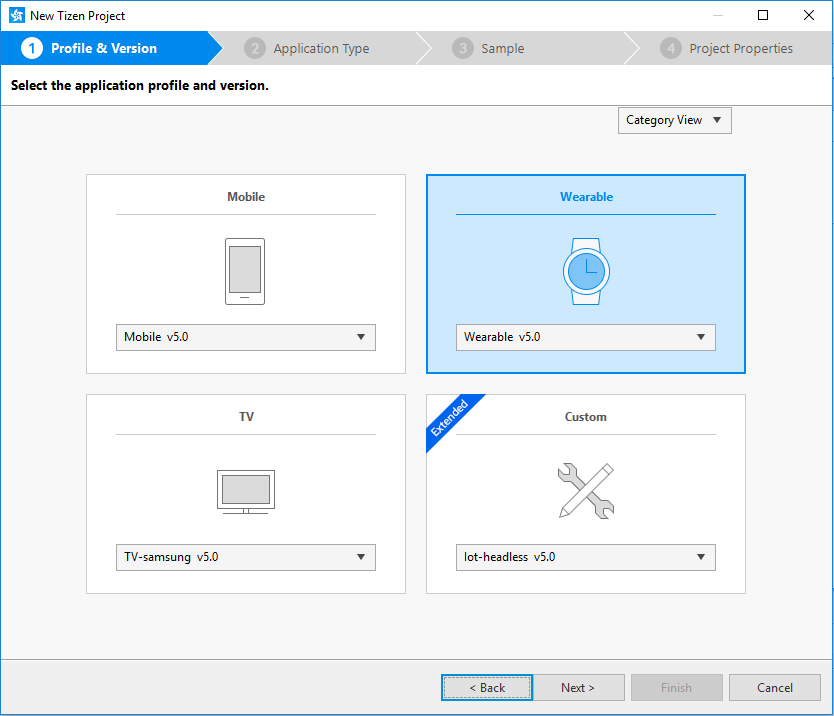 New Tizen Project
1 Profile & Version
2 Application Type
3 Sample
4 Project Properties
Select the application profile and version.
Category View
Mobile
Wearable
Mobile v5.0
Wearable v5.0
TV
Extended
Custom
TV-samsung v5.0
Iot-headless v5.0
< Back
Next >
Finish
Cancel